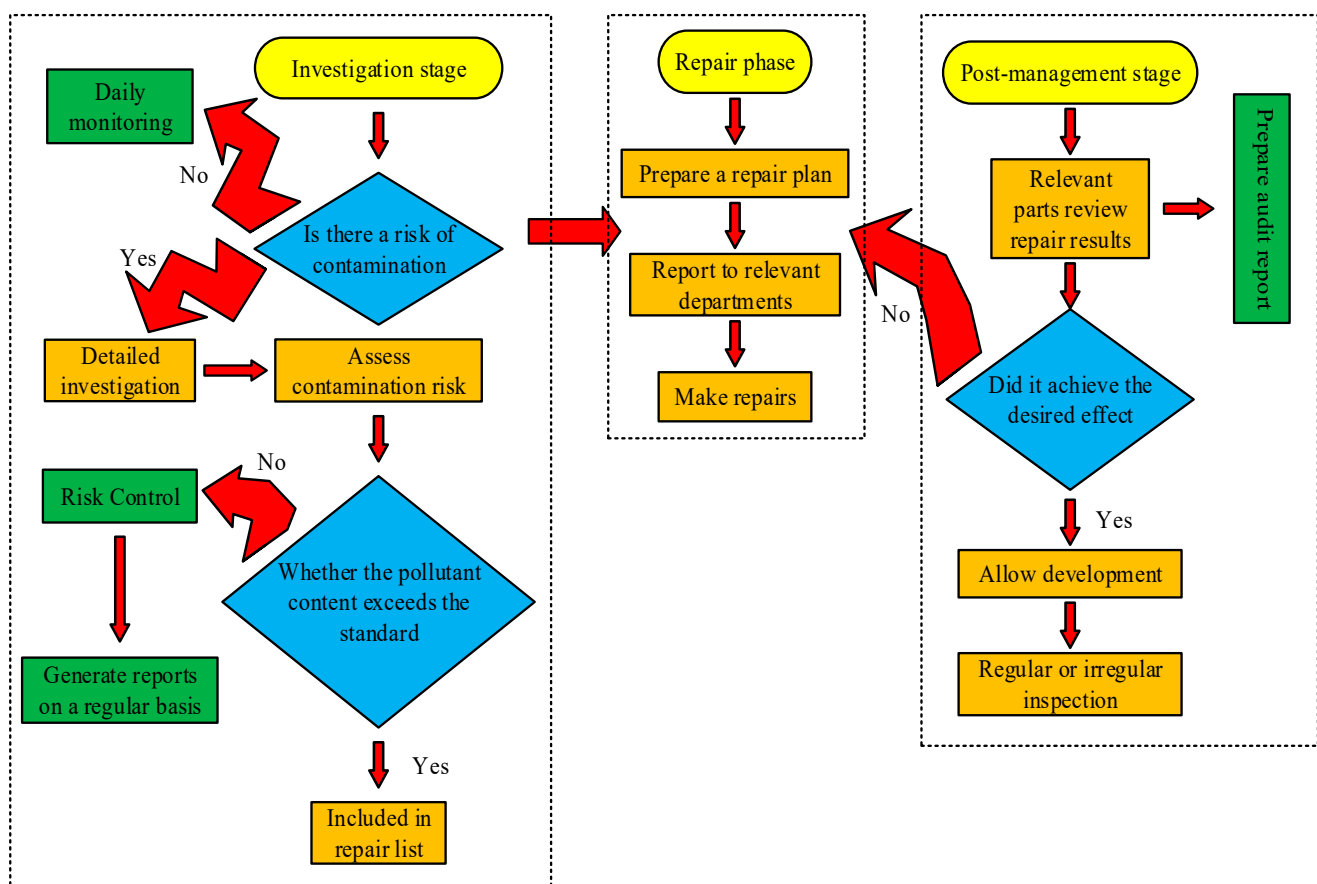 Investigation stage
Daily
monitoring
No
Is there a risk of
contamination
Yes
Detailed
investigation
Assess
contamination risk
No
Risk Control
Whether the pollutant
content exceeds the
standard
Generate reports
on a regular basis
Yes
Included in
repair list
Repair phase
Prepare a repair plan
Report to relevant
departments
Make repairs
Post-management stage
Relevant
parts review
repair results
Prepare audit report
No
Did it achieve the
desired effect
Yes
Allow development
Regular or irregular
inspection